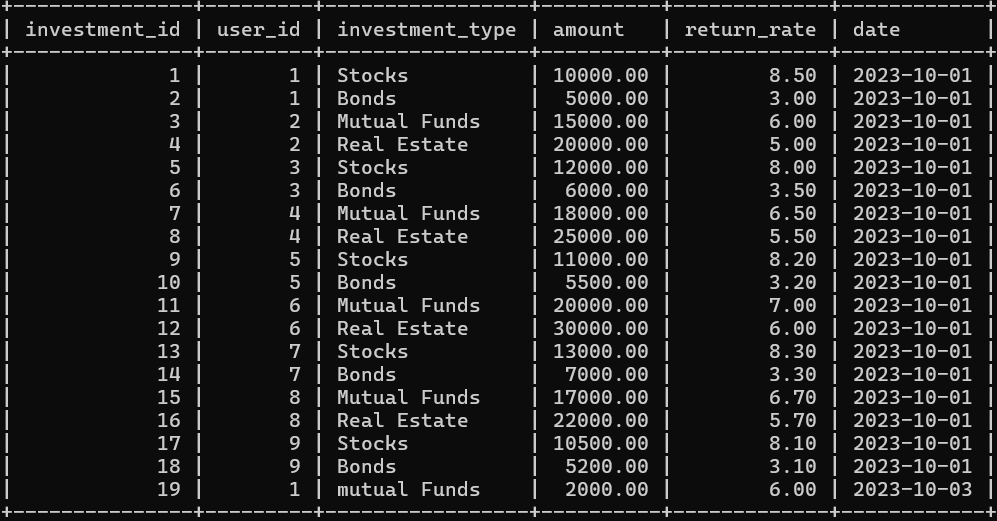 +---------------+---------+-----------------+----------+-------------+------------+
| investment_id | user_id | investment_type | amount   | return_rate | date       |
+---------------+---------+-----------------+----------+-------------+------------+
|             1 |       1 | Stocks          | 10000.00 |        8.50 | 2023-10-01 |
|             2 |       1 | Bonds           |  5000.00 |        3.00 | 2023-10-01 |
|             3 |       2 | Mutual Funds    | 15000.00 |        6.00 | 2023-10-01 |
|             4 |       2 | Real Estate     | 20000.00 |        5.00 | 2023-10-01 |
|             5 |       3 | Stocks          | 12000.00 |        8.00 | 2023-10-01 |
|             6 |       3 | Bonds           |  6000.00 |        3.50 | 2023-10-01 |
|             7 |       4 | Mutual Funds    | 18000.00 |        6.50 | 2023-10-01 |
|             8 |       4 | Real Estate     | 25000.00 |        5.50 | 2023-10-01 |
|             9 |       5 | Stocks          | 11000.00 |        8.20 | 2023-10-01 |
|            10 |       5 | Bonds           |  5500.00 |        3.20 | 2023-10-01 |
|            11 |       6 | Mutual Funds    | 20000.00 |        7.00 | 2023-10-01 |
|            12 |       6 | Real Estate     | 30000.00 |        6.00 | 2023-10-01 |
|            13 |       7 | Stocks          | 13000.00 |        8.30 | 2023-10-01 |
|            14 |       7 | Bonds           |  7000.00 |        3.30 | 2023-10-01 |
|            15 |       8 | Mutual Funds    | 17000.00 |        6.70 | 2023-10-01 |
|            16 |       8 | Real Estate     | 22000.00 |        5.70 | 2023-10-01 |
|            17 |       9 | Stocks          | 10500.00 |        8.10 | 2023-10-01 |
|            18 |       9 | Bonds           |  5200.00 |        3.10 | 2023-10-01 |
|            19 |       1 | mutual Funds    |  2000.00 |        6.00 | 2023-10-03 |
+---------------+---------+-----------------+----------+-------------+------------+